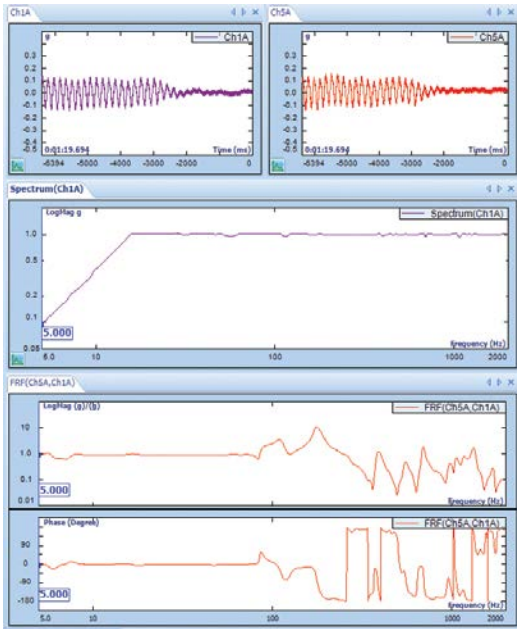 Ch1A
Ch5A
g
Ch1A
0.3
0.2
0.1
0.0
-0.1
-0.2
-0.3
-0.4
-0.5
0:01:19.694
Time (ms)
-6394 -5000 -4000 -3000 -2000 -1000 0
g
Ch5A
0.3
0.2
0.1
0.0
-0.1
-0.2
-0.3
-0.4
-0.5
0:01:19.694
Time (ms)
-6394 -5000 -4000 -3000 -2000 -1000 0
Spectrum(Ch1A)
LogMag g
Spectrum(Ch1A)
1.0
0.5
0.2
0.1
0.05
5.000
Frequency (Hz)
5.0 10 100 1000 2000
FRF(Ch5A,Ch1A)
LogMag (g)/(g)
FRF(Ch5A,Ch1A)
10
1.0
0.1
0.01
5.000
Frequency (Hz)
Phase (Degree)
FRF(Ch5A,Ch1A)
90
0
-90
-180
5.000
Frequency (Hz)
5.0 10 100 1000 2000